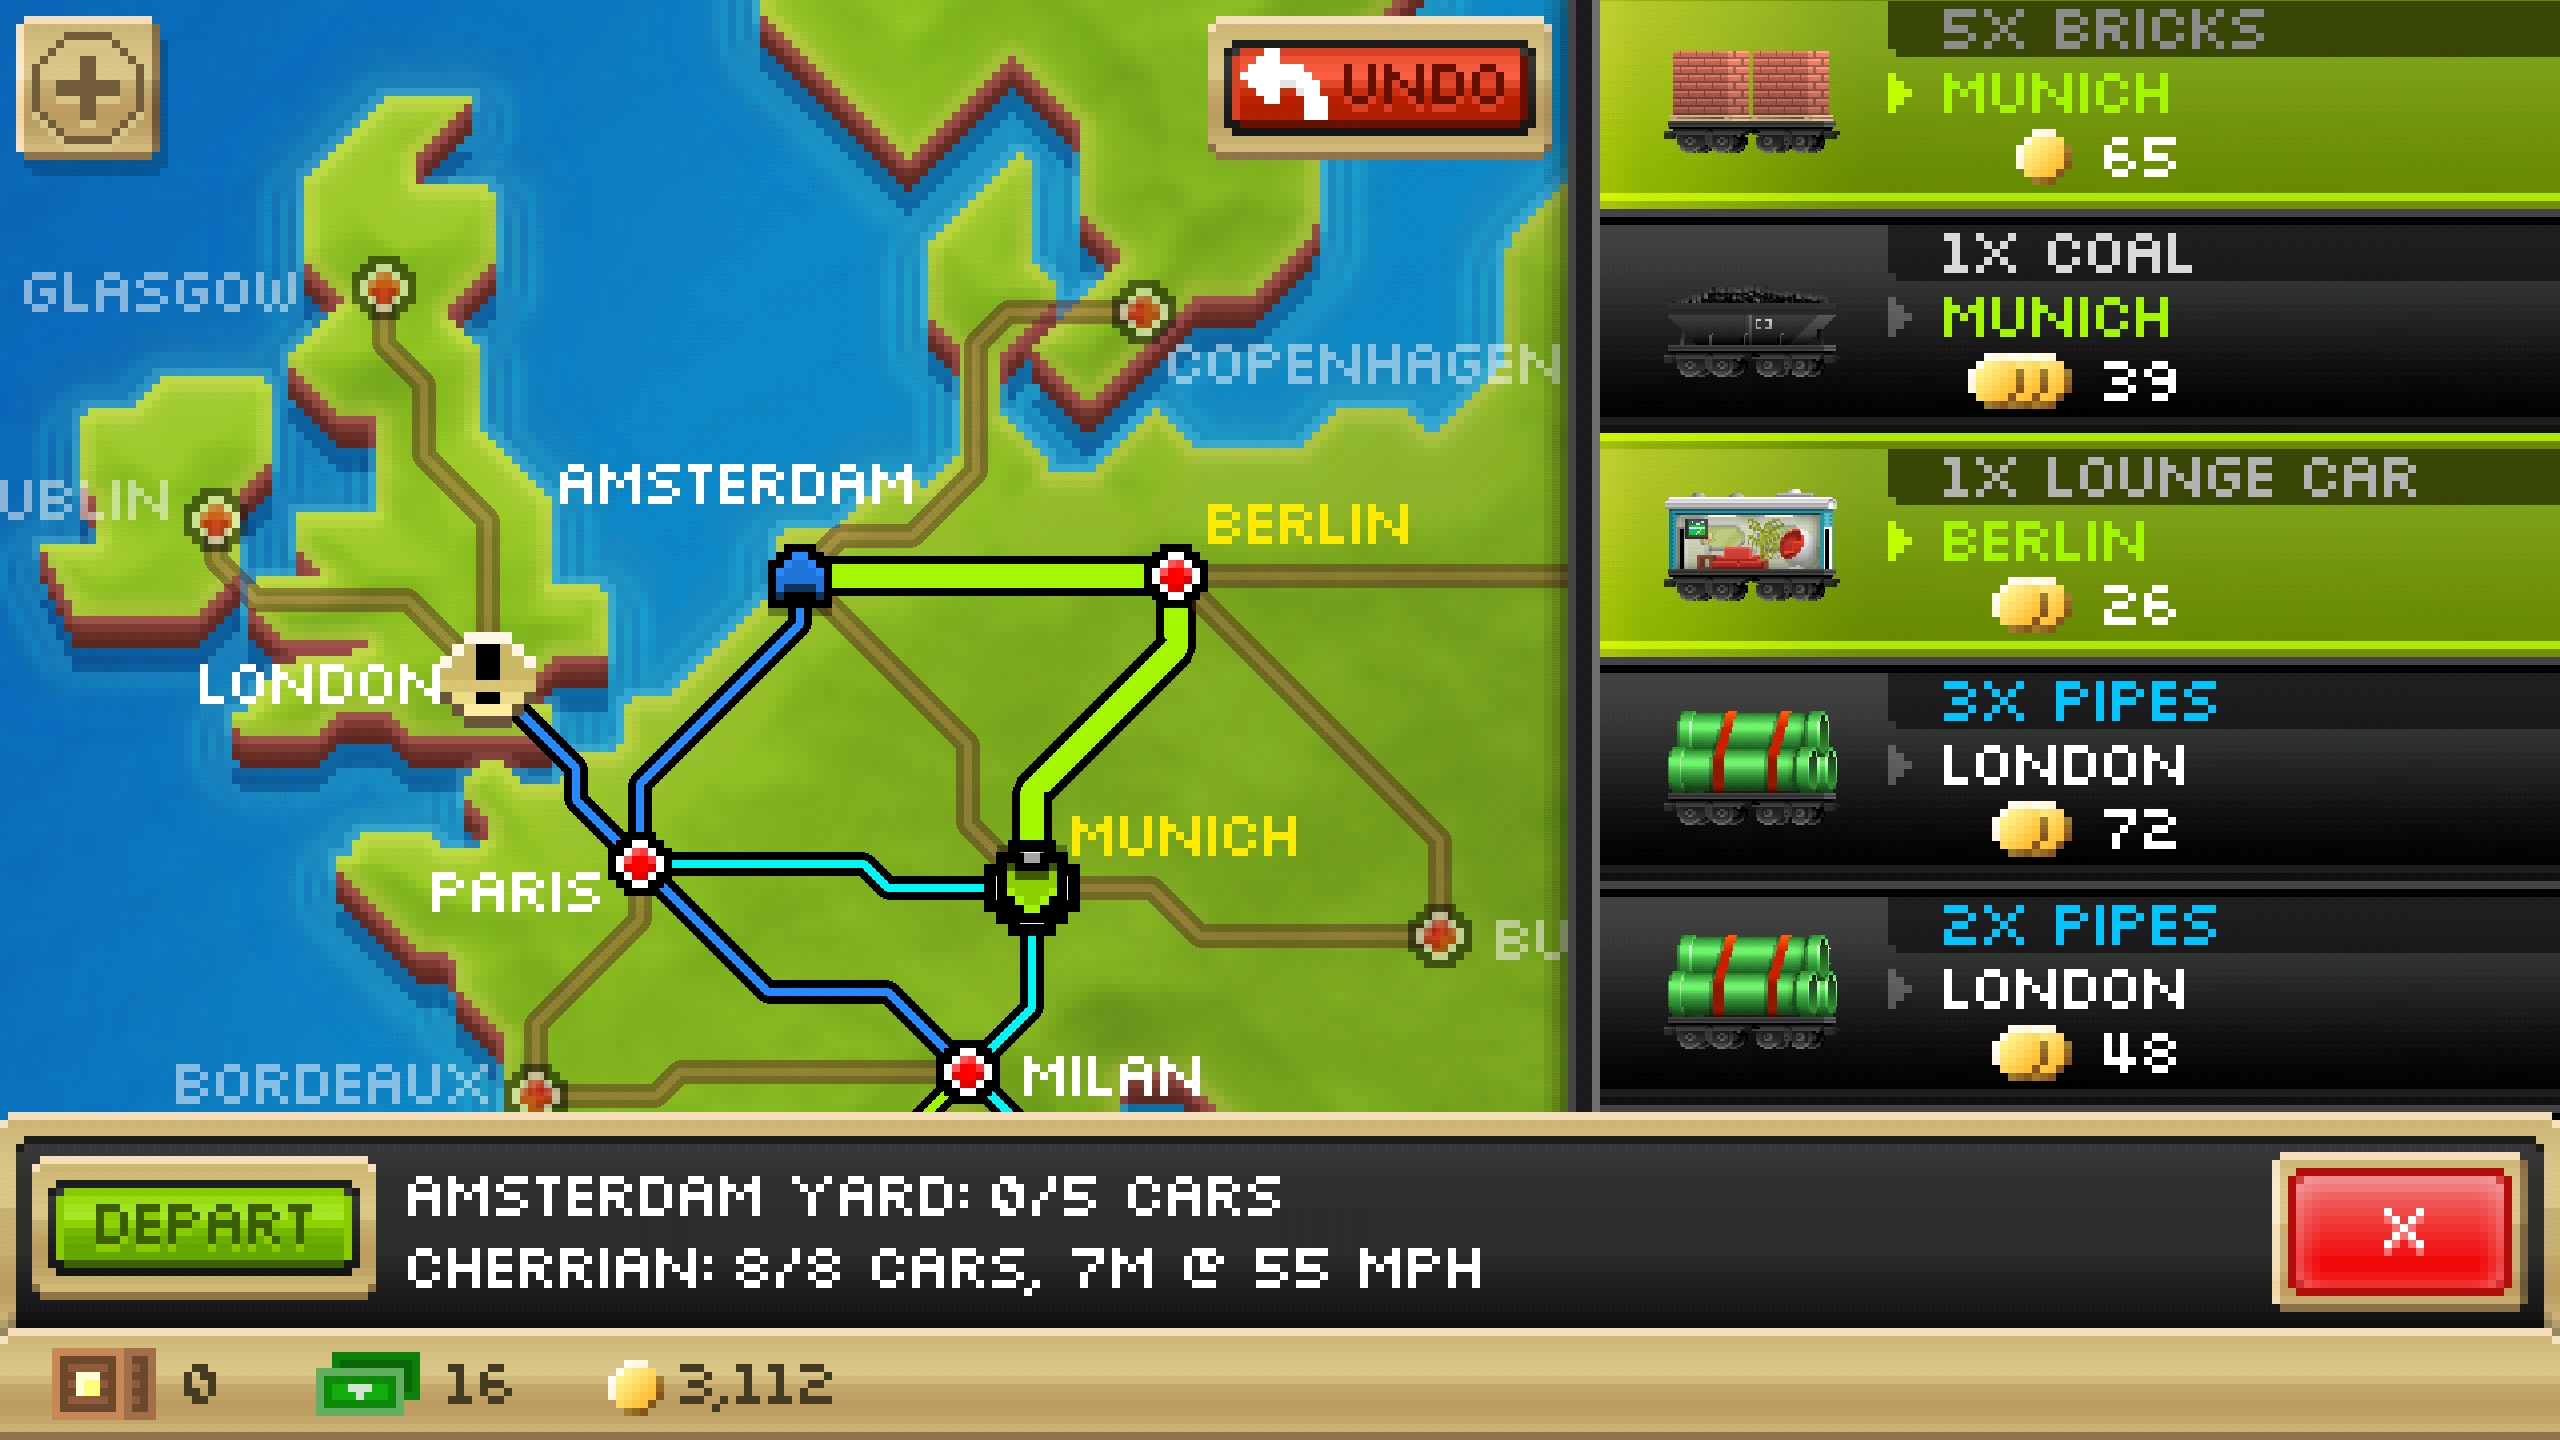 UNDO
GLASGOW
COPENHAGEN
AMSTERDAM
UBLIN
BERLIN
LONDON
MUNICH
PARIS
BU
BORDEAUX
MILAN
5X BRICKS
MUNICH
65
1X COAL
MUNICH
39
1X LOUNGE CAR
BERLIN
26
3X PIPES
LONDON
72
2X PIPES
LONDON
48
DEPART
AMSTERDAM YARD: 0/5 CARS
CHERRIAN: 8/8 CARS, 7M @ 55 MPH
X
0
16
3,112